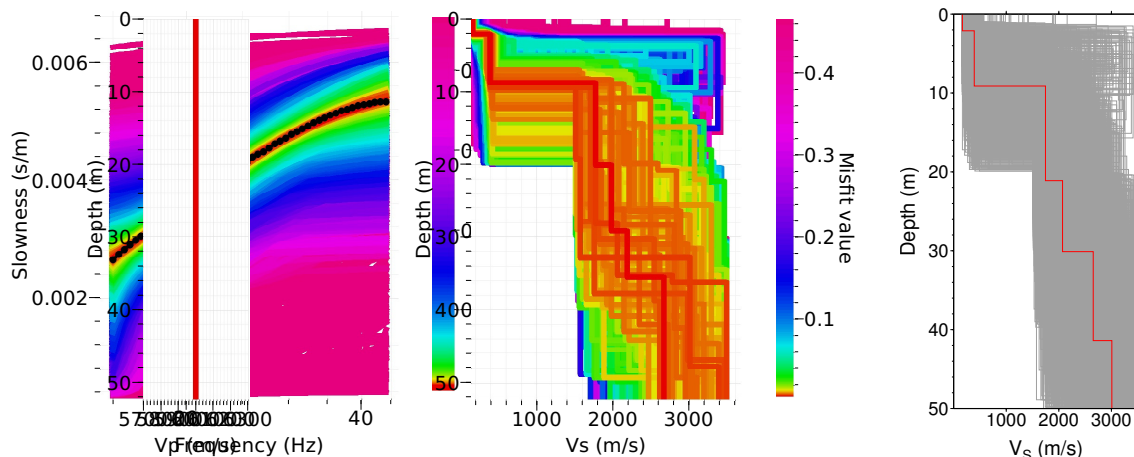 Slowness (s/m)
0.006
0.004
0.002
Depth (m)
0
10
20
30
40
50
Vp (m/s)
Frequency (Hz)
40
Depth (m)
0
10
20
30
400
50
1000 2000 3000
Vs (m/s)
0.4
0.3
0.2
0.1
Misfit value
Depth (m)
0
10
20
30
40
50
1000 2000 3000
VS (m/s)